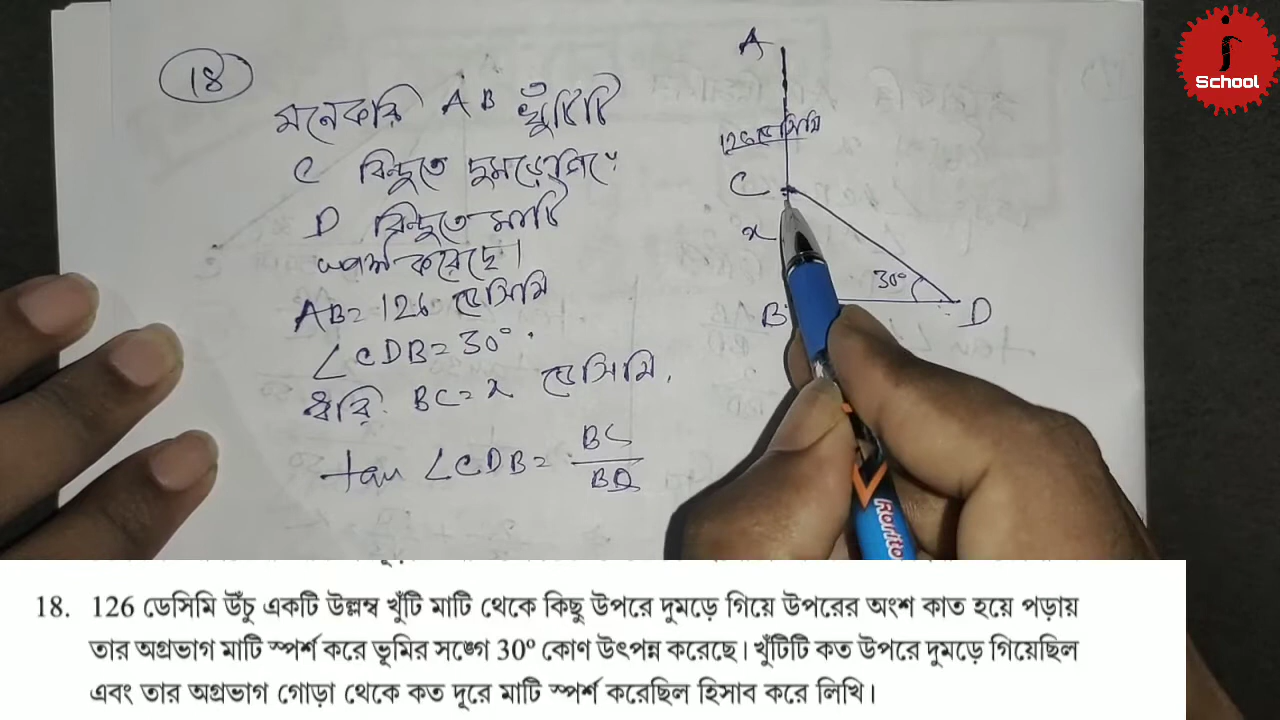 18
মনেকরি AB খুঁটিটি
C বিন্দুতে দুমড়ে গিয়ে
D বিন্দুতে মাটি
স্পর্শ করেছে।
AB = 126 ডেসিমি
∠CDB = 30°
ধরি BC = x ডেসিমি.
tan ∠CDB = BC
BD
A
126 ডেসিমি
C
x
30°
B
D
School
Rorito
18. 126 ডেসিমি উঁচু একটি উল্লম্ব খুঁটি মাটি থেকে কিছু উপরে দুমড়ে গিয়ে উপরের অংশ কাত হয়ে পড়ায়
তার অগ্রভাগ মাটি স্পর্শ করে ভূমির সঙ্গে 30° কোণ উৎপন্ন করেছে। খুঁটিটি কত উপরে দুমড়ে গিয়েছিল
এবং তার অগ্রভাগ গোড়া থেকে কত দূরে মাটি স্পর্শ করেছিল হিসাব করে লিখি।